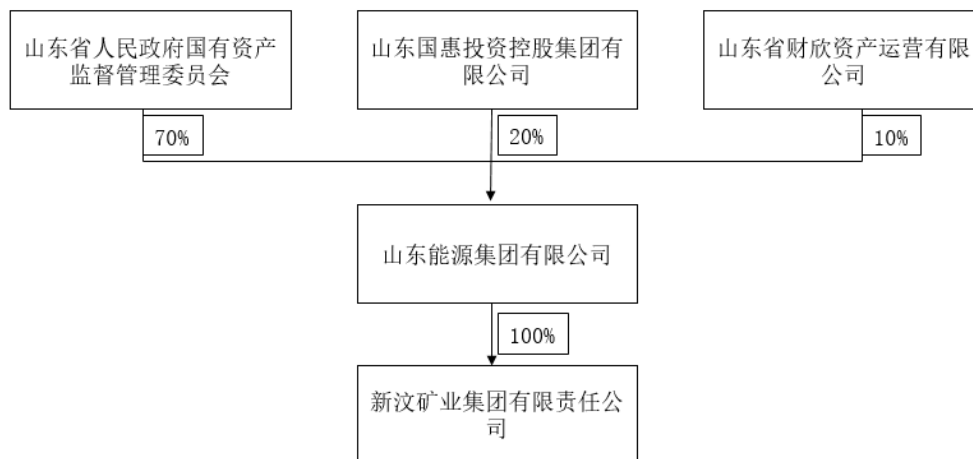 山东省人民政府国有资产
监督管理委员会
山东国惠投资控股集团有
限公司
山东省财欣资产运营有限
公司
70%
20%
10%
山东能源集团有限公司
100%
新汶矿业集团有限责任公
司